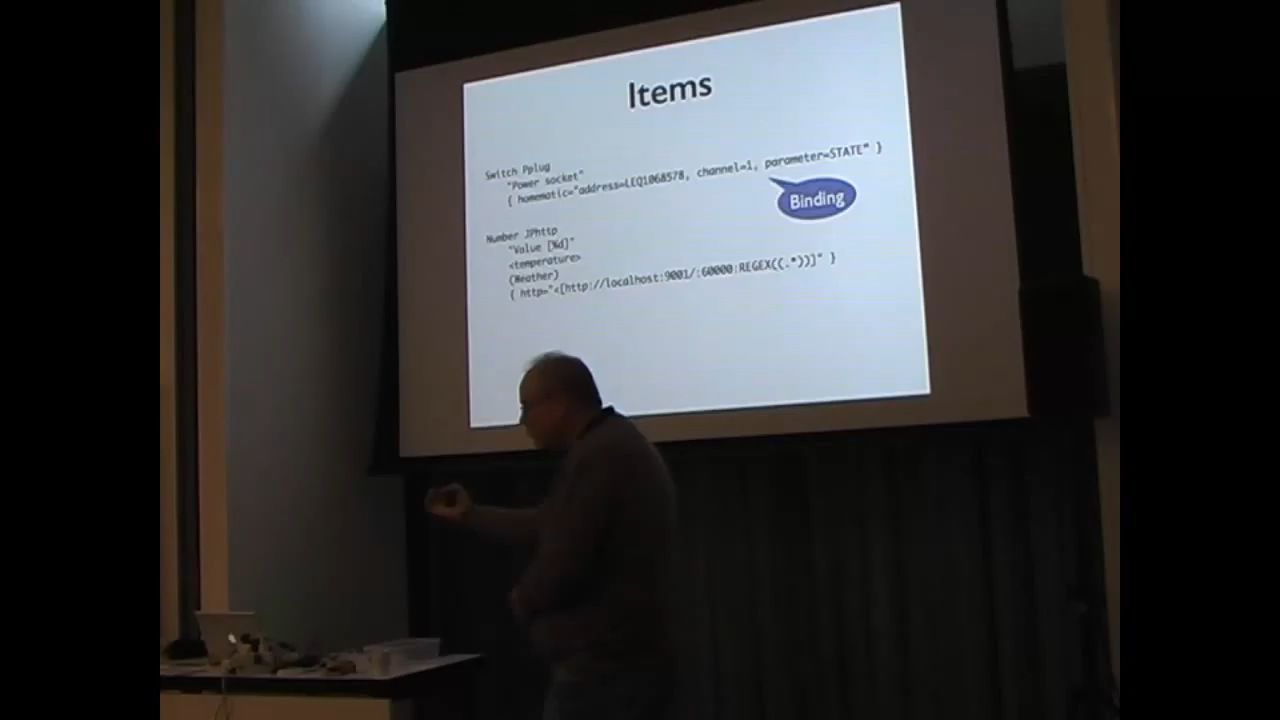 Items
Switch Pplug
"Power socket"
{ homematic="address=LEQ1068578, channel=1, parameter=STATE" }
Binding
Number JPhttp
"Value [%d]"
<temperature>
(Weather)
{ http="<[http://localhost:9001/:60000:REGEX((.*))]" }